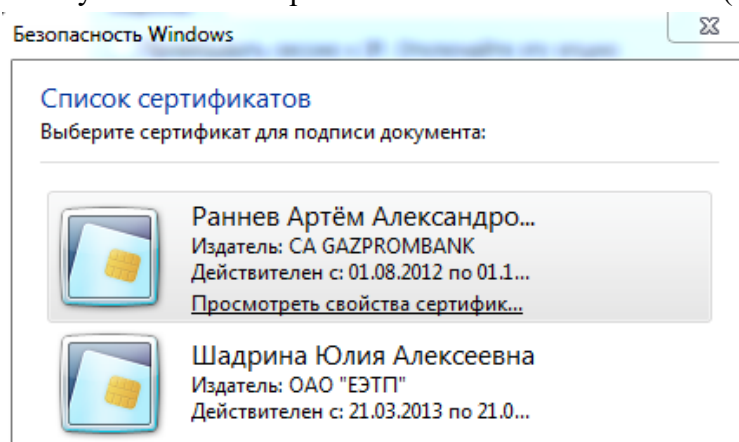 Безопасность Windows
Список сертификатов
Выберите сертификат для подписи документа:
Раннев Артём Александро...
Издатель: CA GAZPROMBANK
Действителен с: 01.08.2012 по 01.1...
Просмотреть свойства сертифик...
Шадрина Юлия Алексеевна
Издатель: ОАО "ЕЭТП"
Действителен с: 21.03.2013 по 21.0...